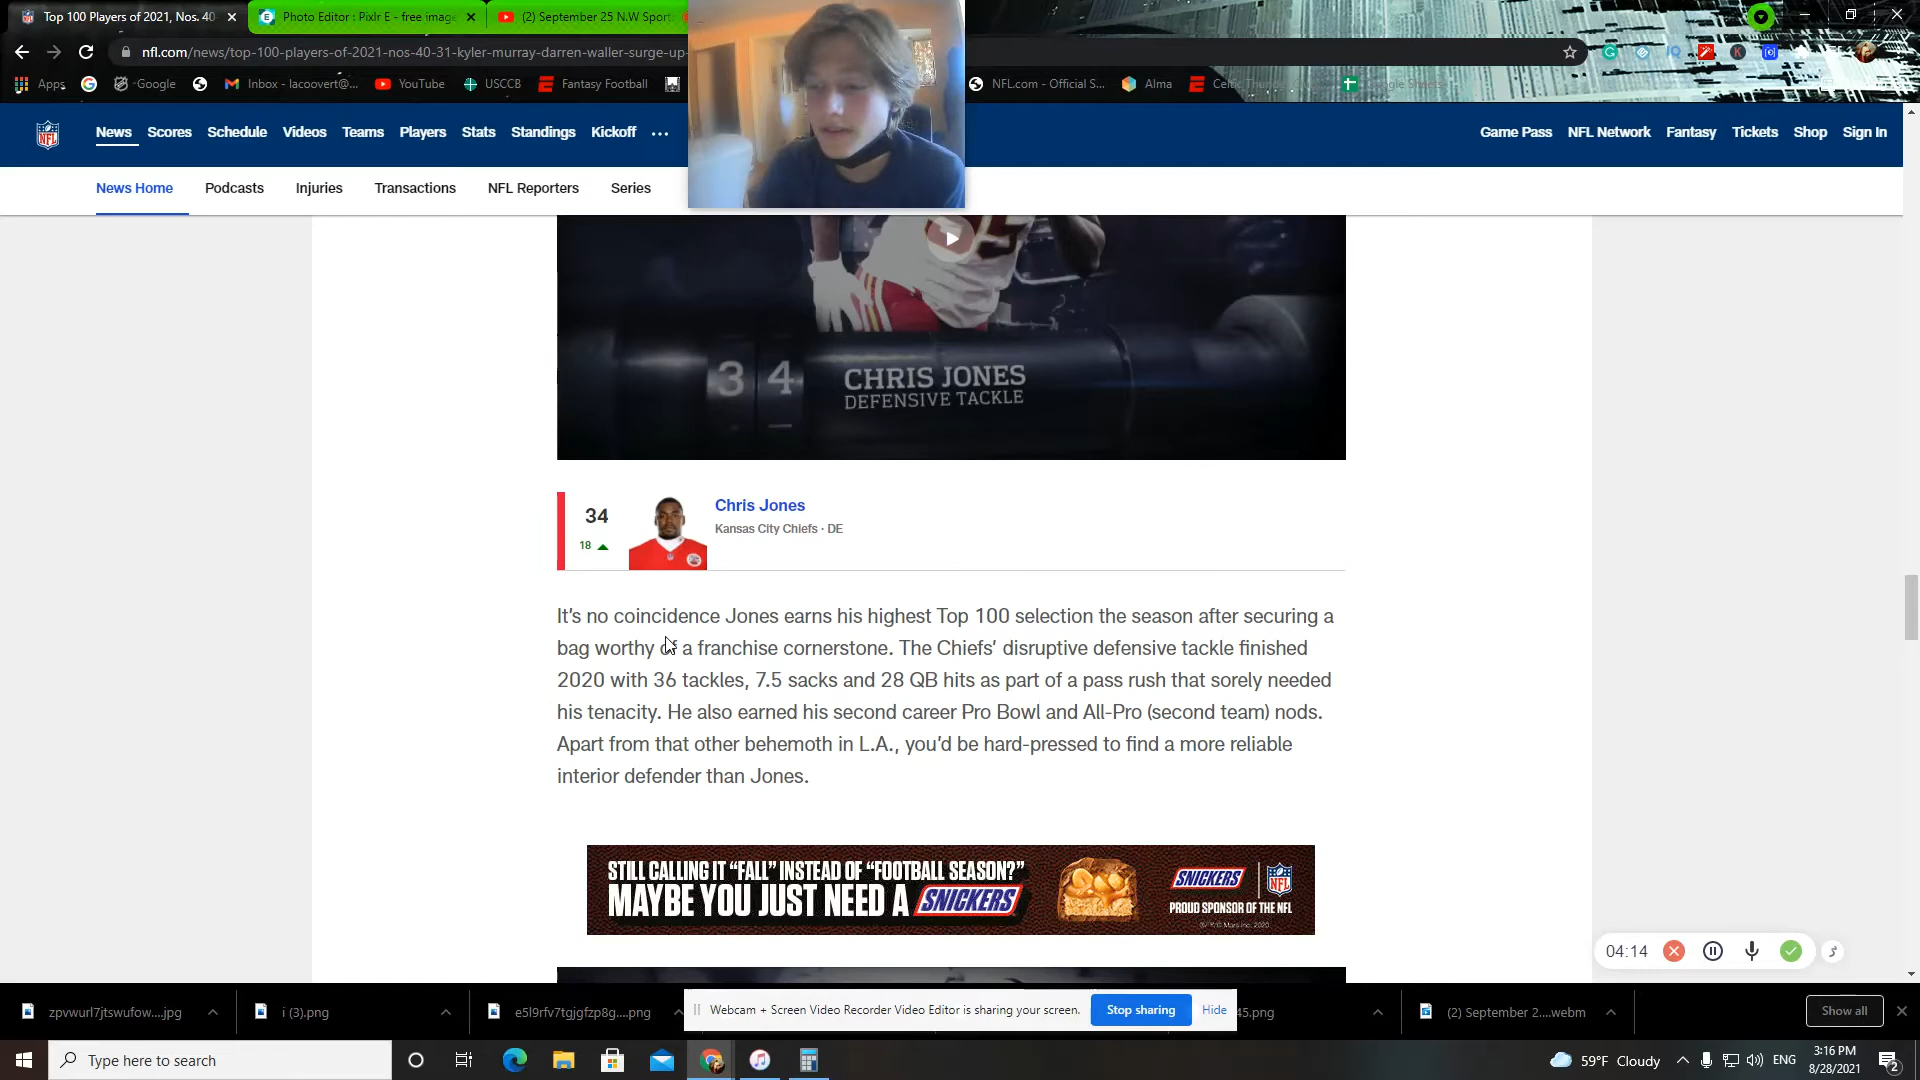 Top 100 Players of 2021, Nos. 40
Photo Editor : Pixlr E - free image
(2) September 25 N.W Sport
nfl.com/news/top-100-players-of-2021-nos-40-31-kyler-murray-darren-waller-surge-up-
Apps
Google
Inbox - lacoovert@...
YouTube
USCCB
Fantasy Football
NFL.com - Official S...
Alma
News
Scores
Schedule
Videos
Teams
Players
Stats
Standings
Kickoff
...
Game Pass
NFL Network
Fantasy
Tickets
Shop
Sign In
News Home
Podcasts
Injuries
Transactions
NFL Reporters
Series
34
CHRIS JONES
DEFENSIVE TACKLE
34
18
Chris Jones
Kansas City Chiefs · DE
It's no coincidence Jones earns his highest Top 100 selection the season after securing a
bag worthy of a franchise cornerstone. The Chiefs' disruptive defensive tackle finished
2020 with 36 tackles, 7.5 sacks and 28 QB hits as part of a pass rush that sorely needed
his tenacity. He also earned his second career Pro Bowl and All-Pro (second team) nods.
Apart from that other behemoth in L.A., you'd be hard-pressed to find a more reliable
interior defender than Jones.
STILL CALLING IT “FALL” INSTEAD OF “FOOTBALL SEASON?”
MAYBE YOU JUST NEED A SNICKERS
SNICKERS
NFL
PROUD SPONSOR OF THE NFL
04:14
zpvwurl7jtswufow....jpg
i (3).png
e5l9rfv7tgjgfzp8g....png
Webcam + Screen Video Recorder Video Editor is sharing your screen.
Stop sharing
Hide
45.png
(2) September 2....webm
Show all
Type here to search
59°F Cloudy
ENG
3:16 PM
8/28/2021
2